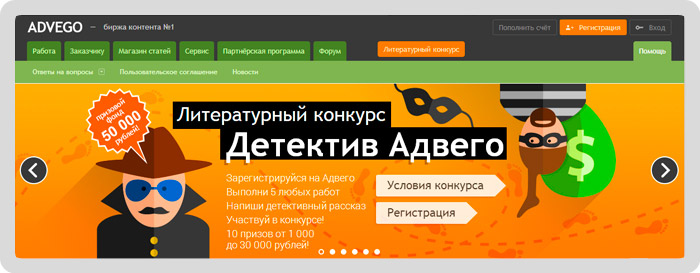 ADVEGO — биржа контента №1
Пополнить счёт
Регистрация
Вход
Работа
Заказчику
Магазин статей
Сервис
Партнёрская программа
Форум
Литературный конкурс
Помощь
Ответы на вопросы
Пользовательское соглашение
Новости
призовой
фонд
50 000
рублей!
Литературный конкурс
Детектив Адвего
Зарегистрируйся на Адвего
Выполни 5 любых работ
Напиши детективный рассказ
Участвуй в конкурсе!
10 призов от 1 000
до 30 000 рублей!
Условия конкурса
Регистрация
$